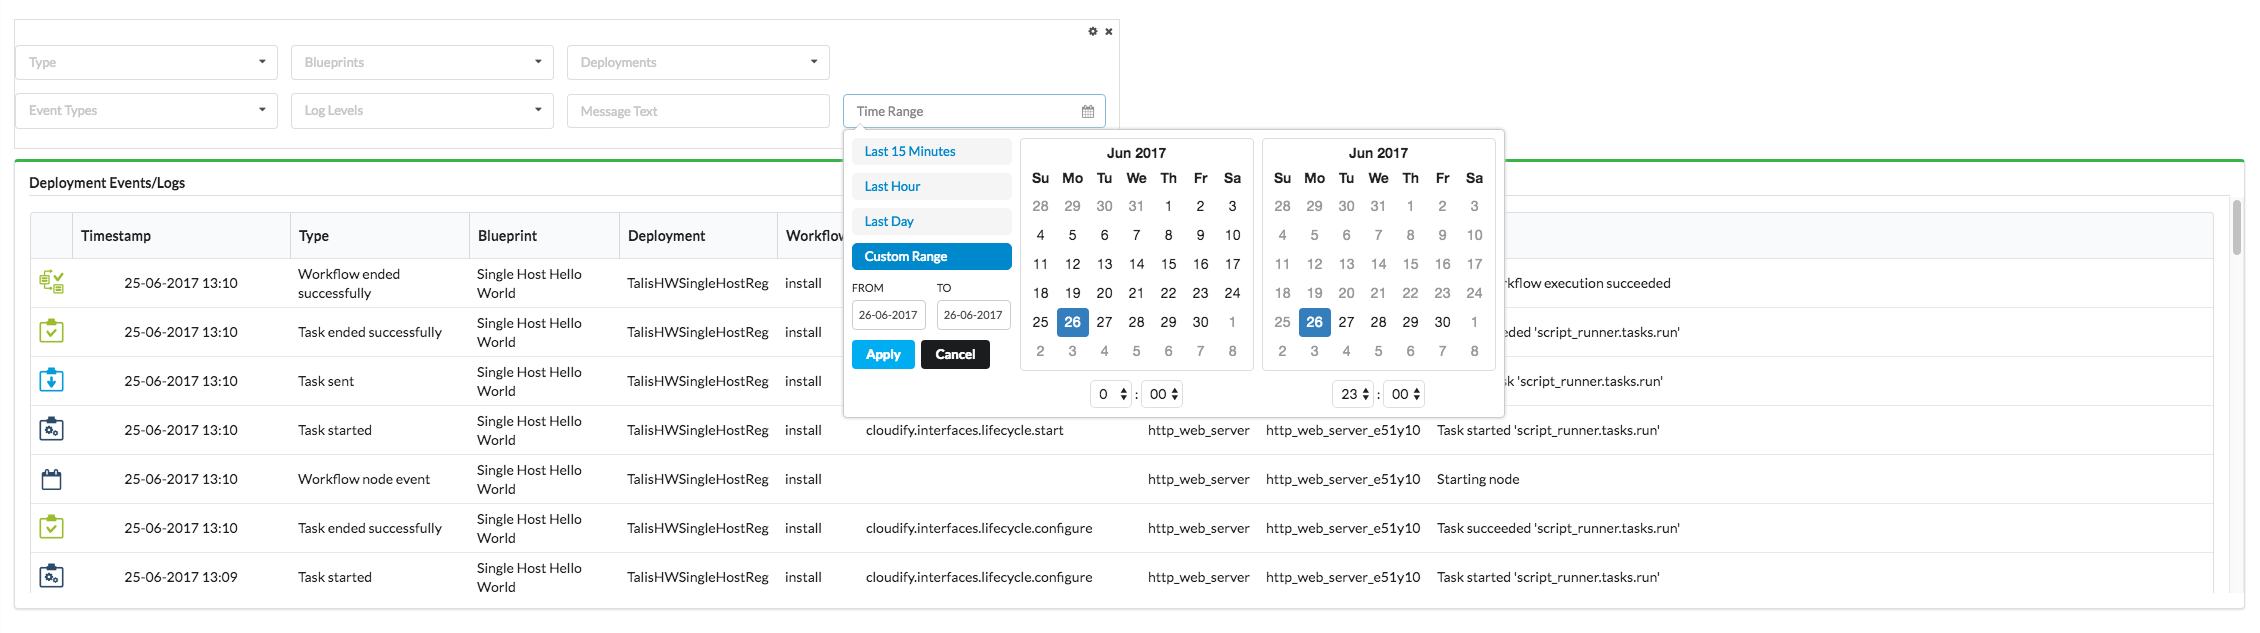 Type Blueprints Deployments
Event Types Log Levels Message Text Time Range
Last 15 Minutes
Last Hour
Last Day
Custom Range
FROM TO
26-06-2017 26-06-2017
Apply Cancel
Jun 2017
Su Mo Tu We Th Fr Sa
28 29 30 31 1 2 3
4 5 6 7 8 9 10
11 12 13 14 15 16 17
18 19 20 21 22 23 24
25 26 27 28 29 30 1
2 3 4 5 6 7 8
0 : 00
Jun 2017
Su Mo Tu We Th Fr Sa
28 29 30 31 1 2 3
4 5 6 7 8 9 10
11 12 13 14 15 16 17
18 19 20 21 22 23 24
25 26 27 28 29 30 1
2 3 4 5 6 7 8
23 : 00
Deployment Events/Logs
Timestamp Type Blueprint Deployment
25-06-2017 13:10 Workflow ended successfully Single Host Hello World TalisHWSingleHostReg install execution succeeded
25-06-2017 13:10 Task ended successfully Single Host Hello World TalisHWSingleHostReg install 'script_runner.tasks.run'
25-06-2017 13:10 Task sent Single Host Hello World TalisHWSingleHostReg install 'script_runner.tasks.run'
25-06-2017 13:10 Task started Single Host Hello World TalisHWSingleHostReg install cloudify.interfaces.lifecycle.start http_web_server http_web_server_e51y10 Task started 'script_runner.tasks.run'
25-06-2017 13:10 Workflow node event Single Host Hello World TalisHWSingleHostReg install http_web_server http_web_server_e51y10 Starting node
25-06-2017 13:10 Task ended successfully Single Host Hello World TalisHWSingleHostReg install cloudify.interfaces.lifecycle.configure http_web_server http_web_server_e51y10 Task succeeded 'script_runner.tasks.run'
25-06-2017 13:09 Task started Single Host Hello World TalisHWSingleHostReg install cloudify.interfaces.lifecycle.configure http_web_server http_web_server_e51y10 Task started 'script_runner.tasks.run'